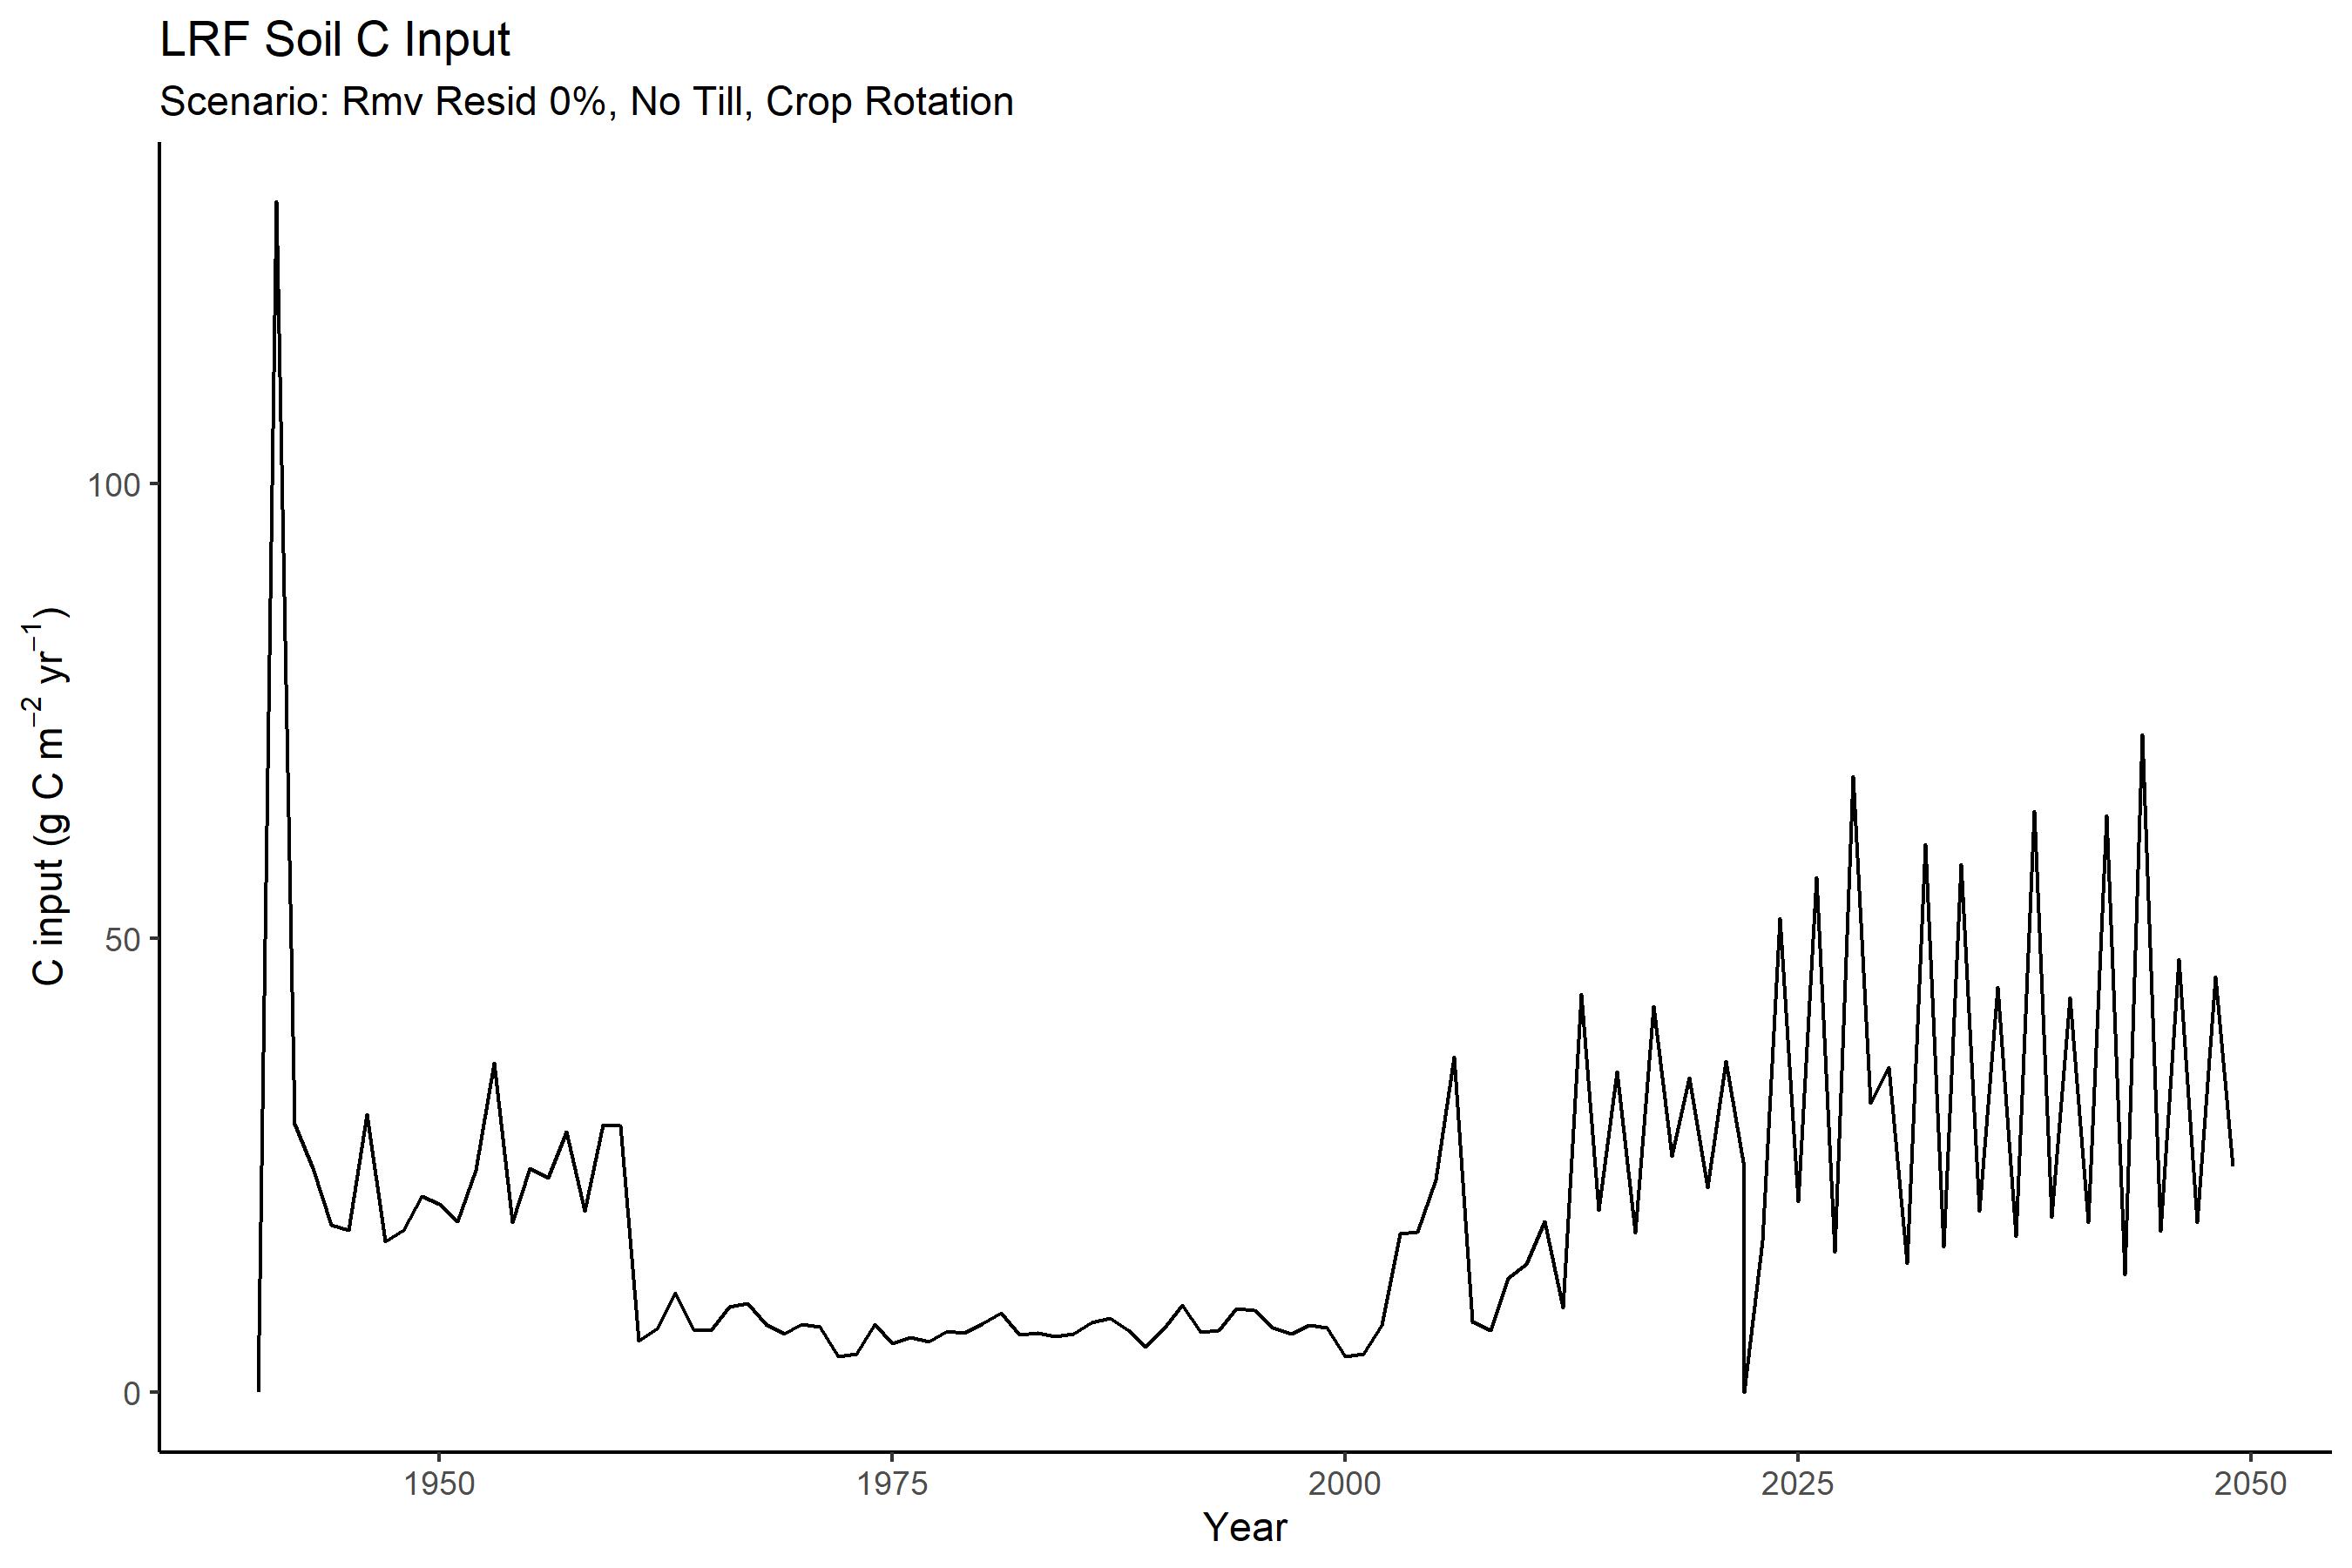 LRF Soil C Input
Scenario: Rmv Resid 0%, No Till, Crop Rotation
C input (g C m⁻² yr⁻¹)
100
50
0
1950 1975 2000 2025 2050
Year